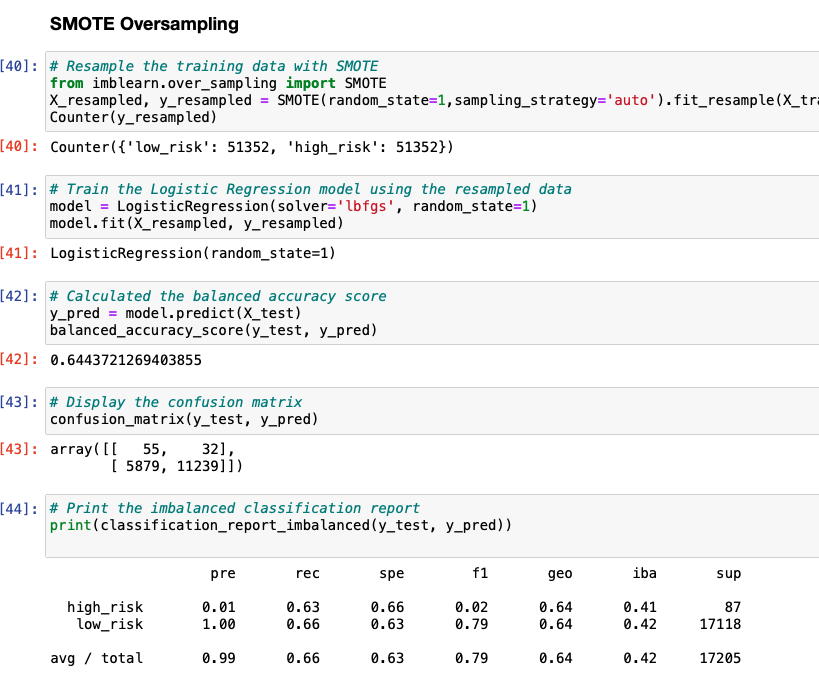 SMOTE Oversampling
[40]: # Resample the training data with SMOTE
from imblearn.over_sampling import SMOTE
X_resampled, y_resampled = SMOTE(random_state=1,sampling_strategy='auto').fit_resample(X_tra
Counter(y_resampled)
[40]: Counter({'low_risk': 51352, 'high_risk': 51352})
[41]: # Train the Logistic Regression model using the resampled data
model = LogisticRegression(solver='lbfgs', random_state=1)
model.fit(X_resampled, y_resampled)
[41]: LogisticRegression(random_state=1)
[42]: # Calculated the balanced accuracy score
y_pred = model.predict(X_test)
balanced_accuracy_score(y_test, y_pred)
[42]: 0.6443721269403855
[43]: # Display the confusion matrix
confusion_matrix(y_test, y_pred)
[43]: array([[   55,    32],
       [ 5879, 11239]])
[44]: # Print the imbalanced classification report
print(classification_report_imbalanced(y_test, y_pred))
pre rec spe f1 geo iba sup
high_risk 0.01 0.63 0.66 0.02 0.64 0.41 87
low_risk 1.00 0.66 0.63 0.79 0.64 0.42 17118
avg / total 0.99 0.66 0.63 0.79 0.64 0.42 17205